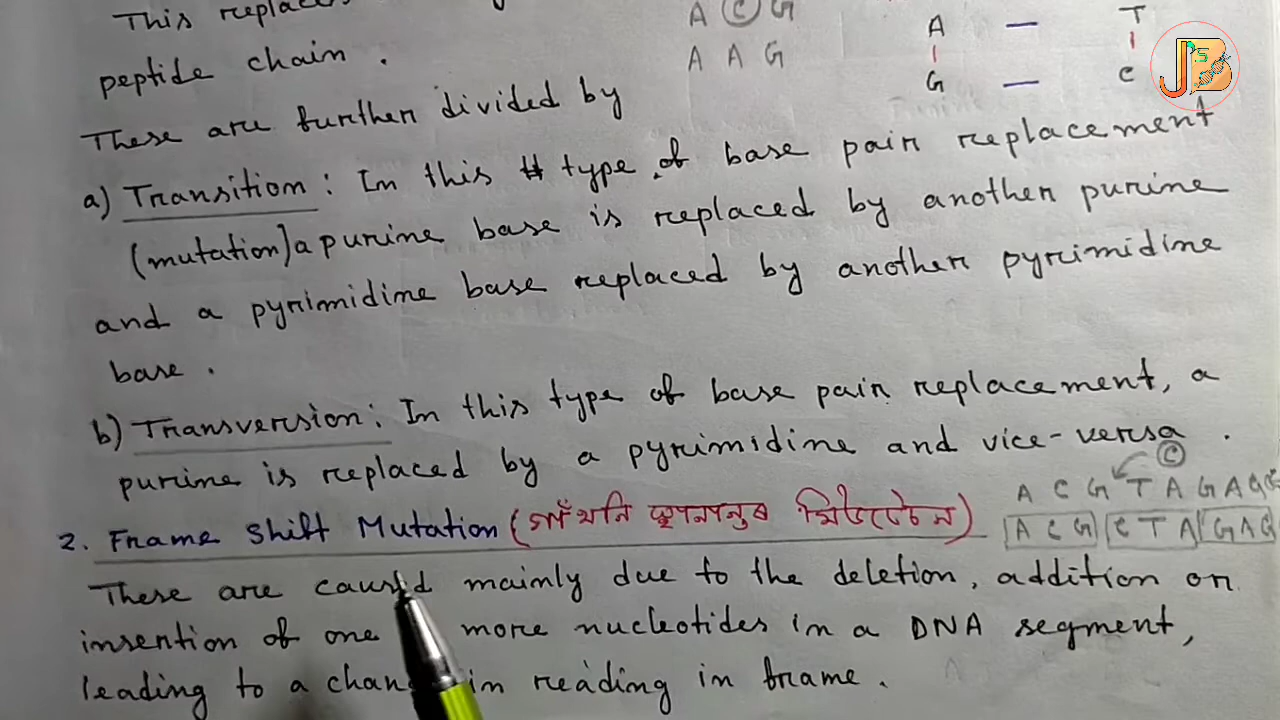 This
peptide chain.
A C G
A A G
A — T
G — C
These are further divided by
a) Transition : In this type of base pair replacement
(mutation) a purine base is replaced by another purine
and a pyrimidine base replaced by another pyrimidine
base.
b) Transversion : In this type of base pair replacement, a
purine is replaced by a pyrimidine and vice-versa.
C
A C G T A G A G
A C G C T A G A G
2. Frame Shift Mutation (
These are caused mainly due to the deletion, addition or
insention of one more nucleotides in a DNA segment,
leading to a in reading in frame.